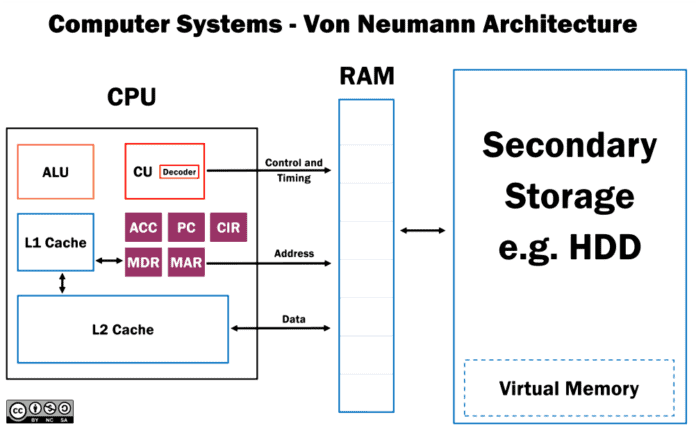 Computer Systems - Von Neumann Architecture
CPU
RAM
ALU
CU
Decoder
Control and
Timing
Secondary
Storage
e.g. HDD
L1 Cache
ACC
PC
CIR
MDR
MAR
Address
L2 Cache
Data
Virtual Memory
cc
BY NC SA